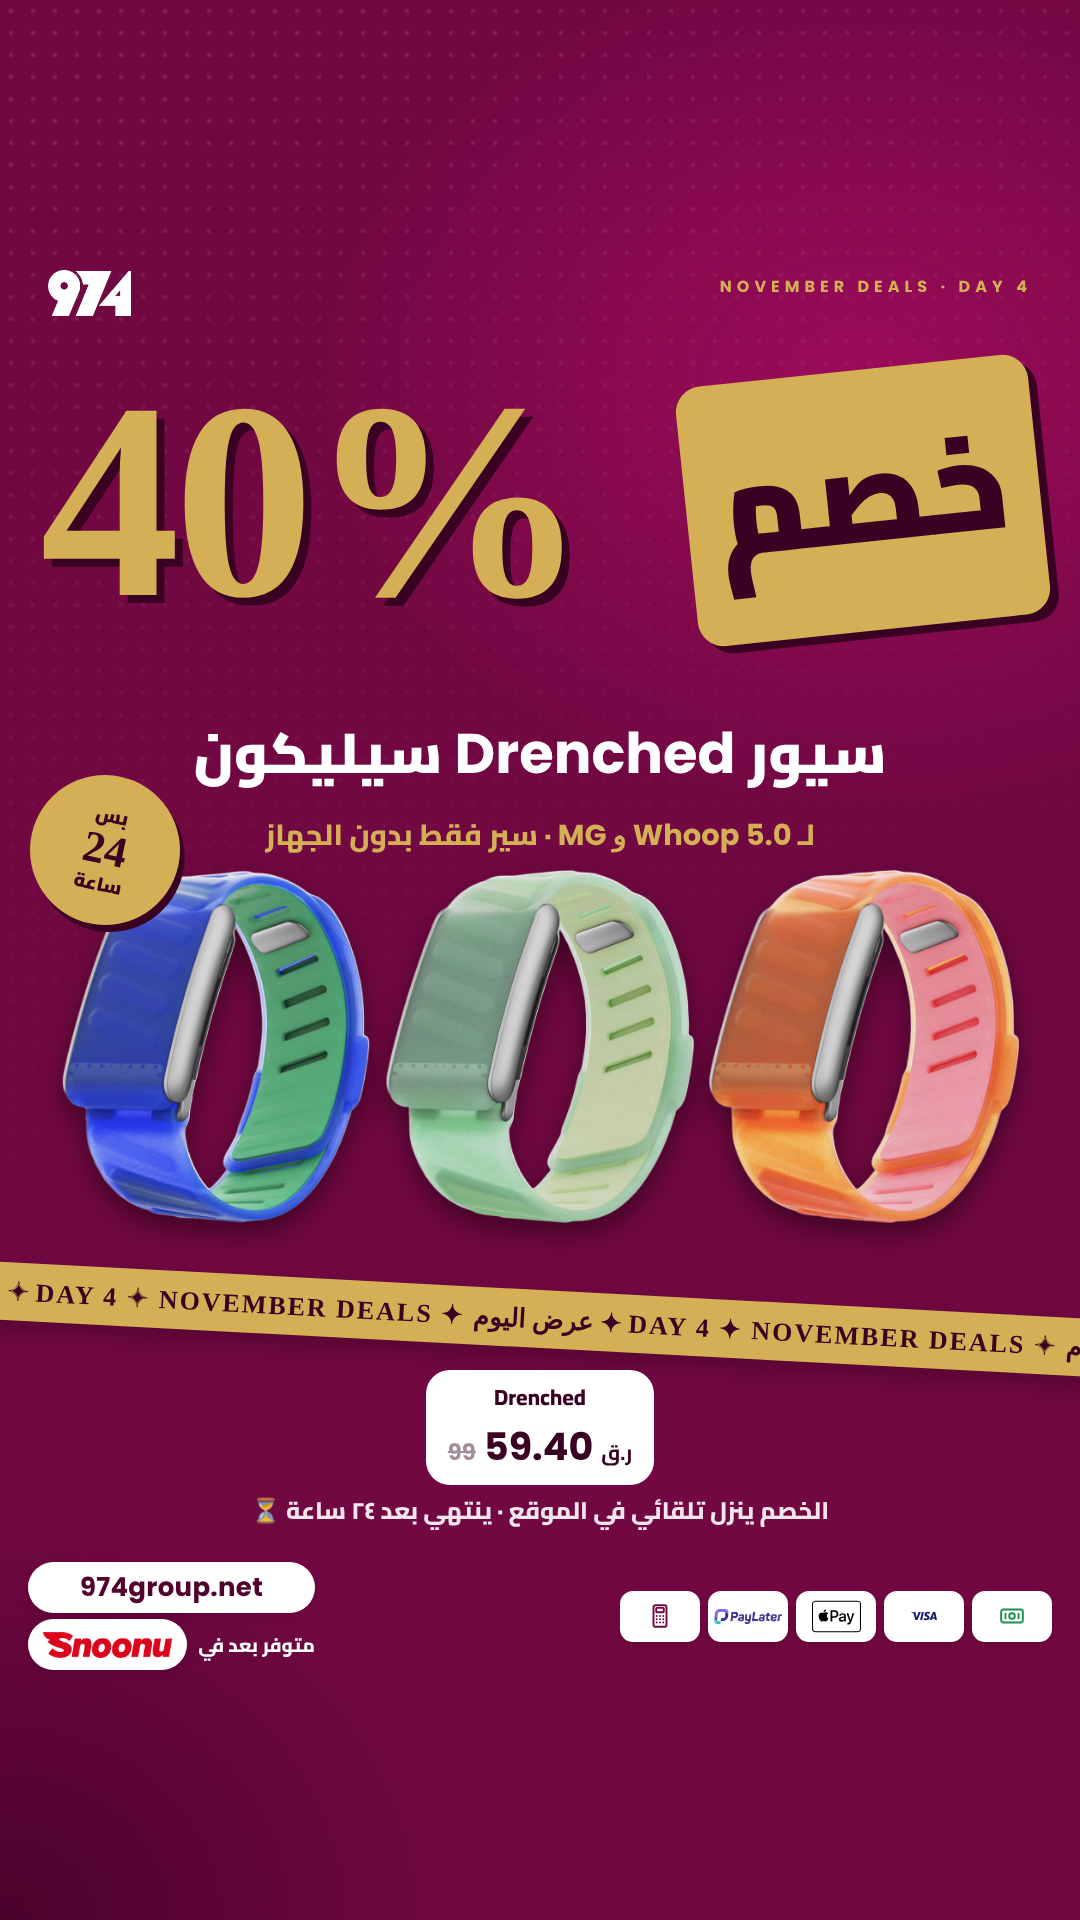 974
NOVEMBER DEALS · DAY 4
40%
خصم
سيور Drenched سيليكون
لـ Whoop 5.0 و MG · سير فقط بدون الجهاز
بس
24
ساعة
✦ DAY 4 ✦ NOVEMBER DEALS ✦ عرض اليوم ✦ DAY 4 ✦ NOVEMBER DEALS ✦
Drenched
ر.ق 59.40 99
الخصم ينزل تلقائي في الموقع · ينتهي بعد ٢٤ ساعة ⏳
974group.net
متوفر بعد في Snoonu
PayLater
Pay
VISA